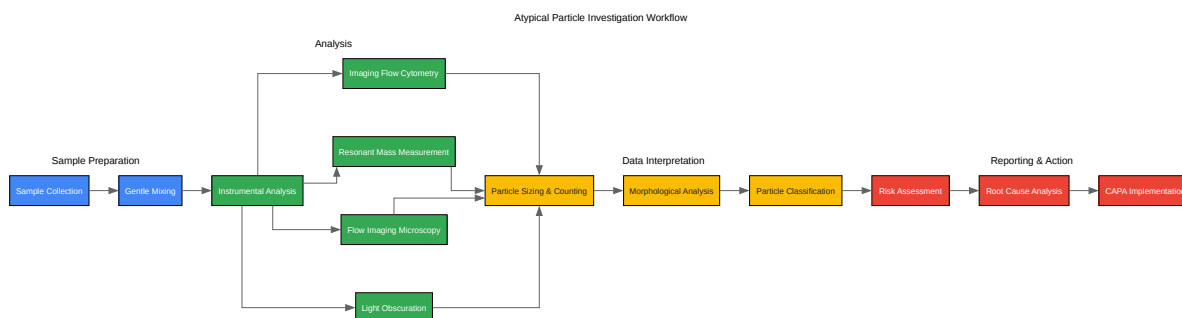 Atypical Particle Investigation Workflow
Analysis
Imaging Flow Cytometry
Resonant Mass Measurement
Sample Preparation
Data Interpretation
Reporting & Action
Sample Collection
Gentle Mixing
Instrumental Analysis
Particle Sizing & Counting
Morphological Analysis
Particle Classification
Risk Assessment
Root Cause Analysis
CAPA Implementation
Flow Imaging Microscopy
Light Obscuration